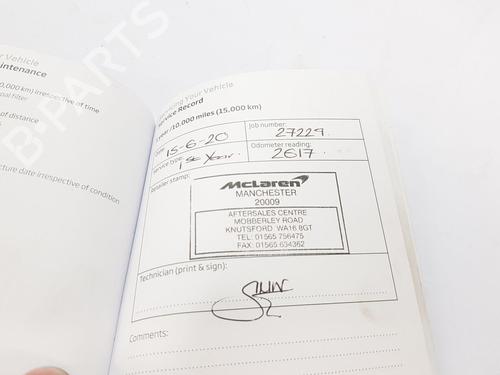 our Vehicle
intenance
000 km) irrespective of time
of distance
cture date irrespective of condition
B-PARTS
cing Your Vehicle
Service Record
1 year/10,000 miles (15,000 km)
Date: 15-6-20
Job number: 27229
Service type: 1st Year.
Odometer reading: 2617.
stamp:
McLaren
MANCHESTER
20009
AFTERSALES CENTRE
MOBBERLEY ROAD
KNUTSFORD WA16 8GT
TEL: 01565 756475
FAX: 01565 634362
Technician (print & sign):
Comments: